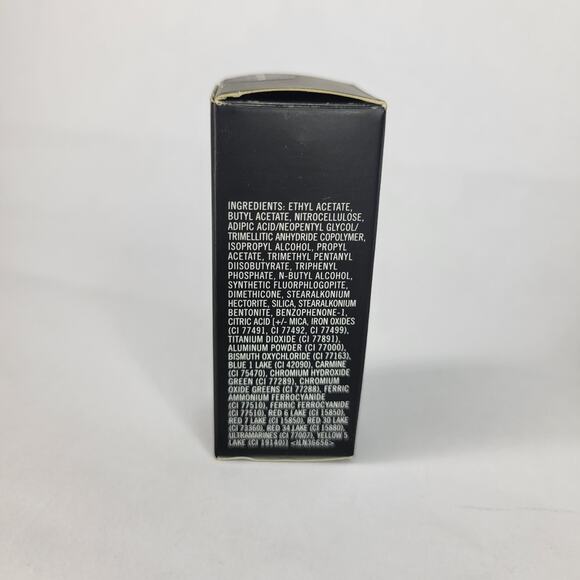 INGREDIENTS: ETHYL ACETATE,
BUTYL ACETATE, NITROCELLULOSE,
ADIPIC ACID/NEOPENTYL GLYCOL/
TRIMELLITIC ANHYDRIDE COPOLYMER,
ISOPROPYL ALCOHOL, PROPYL
ACETATE, TRIMETHYL PENTANYL
DIISOBUTYRATE, TRIPHENYL
PHOSPHATE, N-BUTYL ALCOHOL,
SYNTHETIC FLUORPHLOGOPITE,
DIMETHICONE, STEARALKONIUM
HECTORITE, SILICA, STEARALKONIUM
BENTONITE, BENZOPHENONE-1,
CITRIC ACID [+/- MICA, IRON OXIDES
(CI 77491, CI 77492, CI 77499),
TITANIUM DIOXIDE (CI 77891),
ALUMINUM POWDER (CI 77000),
BISMUTH OXYCHLORIDE (CI 77163),
BLUE 1 LAKE (CI 42090), CARMINE
(CI 75470), CHROMIUM HYDROXIDE
GREEN (CI 77289), CHROMIUM
OXIDE GREENS (CI 77288), FERRIC
AMMONIUM FERROCYANIDE
(CI 77510), FERRIC FERROCYANIDE
(CI 77510), RED 6 LAKE (CI 15850),
RED 7 LAKE (CI 15850), RED 30 LAKE
(CI 73360), RED 34 LAKE (CI 15880),
ULTRAMARINES (CI 77007), YELLOW 5
LAKE (CI 19140)] <ILN36656>